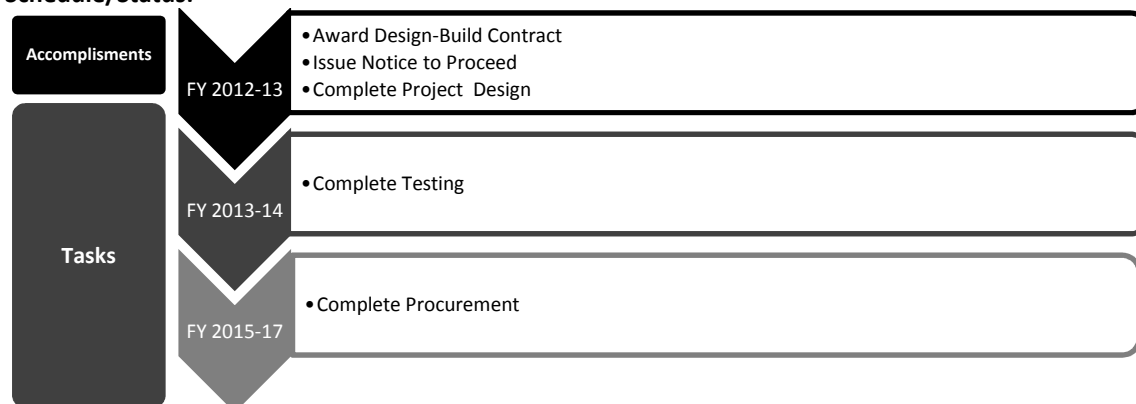 Schedule/Status:
Accomplisments
FY 2012-13
•Award Design-Build Contract
•Issue Notice to Proceed
•Complete Project Design
Tasks
FY 2013-14
•Complete Testing
FY 2015-17
•Complete Procurement